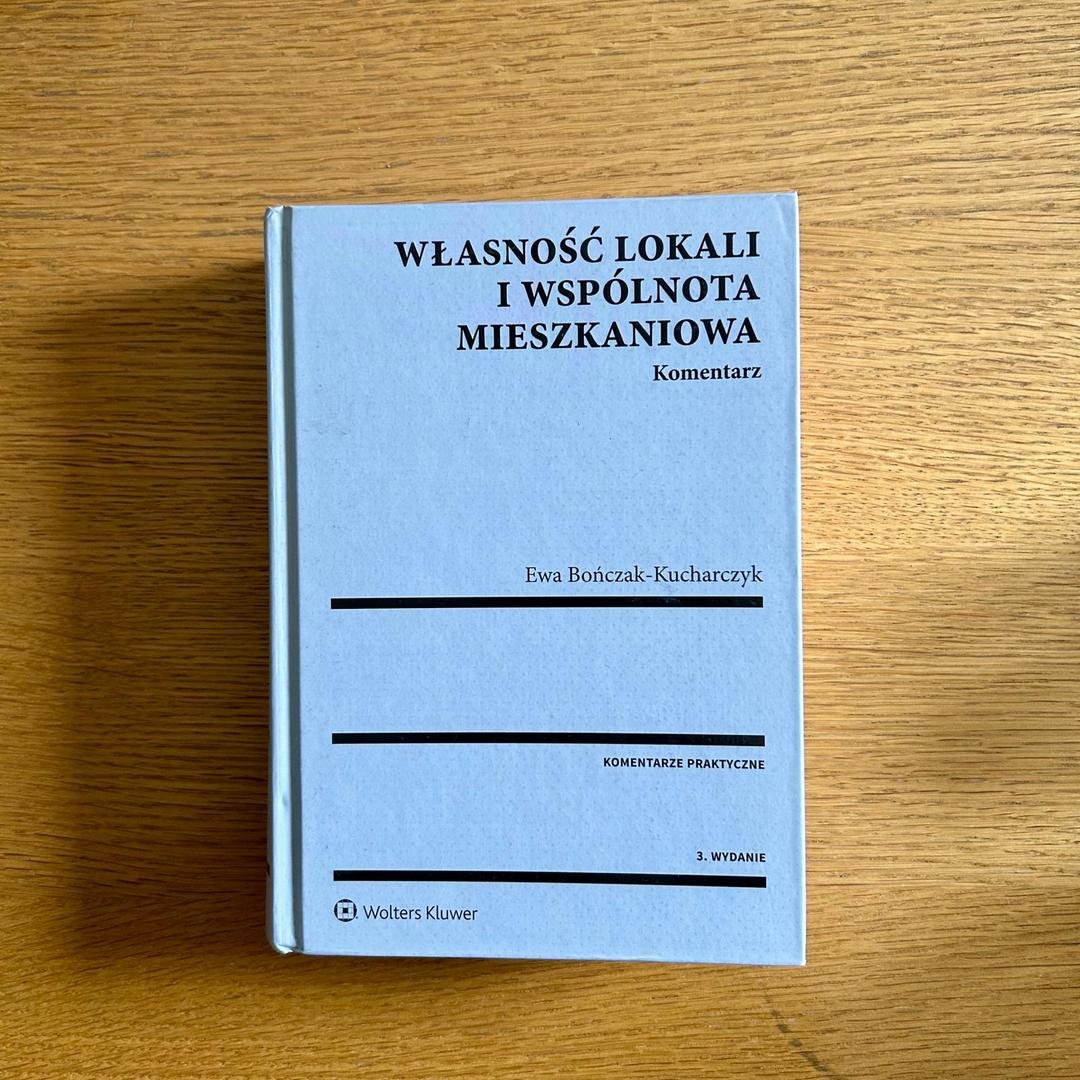 WŁASNOŚĆ LOKALI
I WSPÓLNOTA
MIESZKANIOWA
Komentarz
Ewa Bończak-Kucharczyk
KOMENTARZE PRAKTYCZNE
3. WYDANIE
Wolters Kluwer